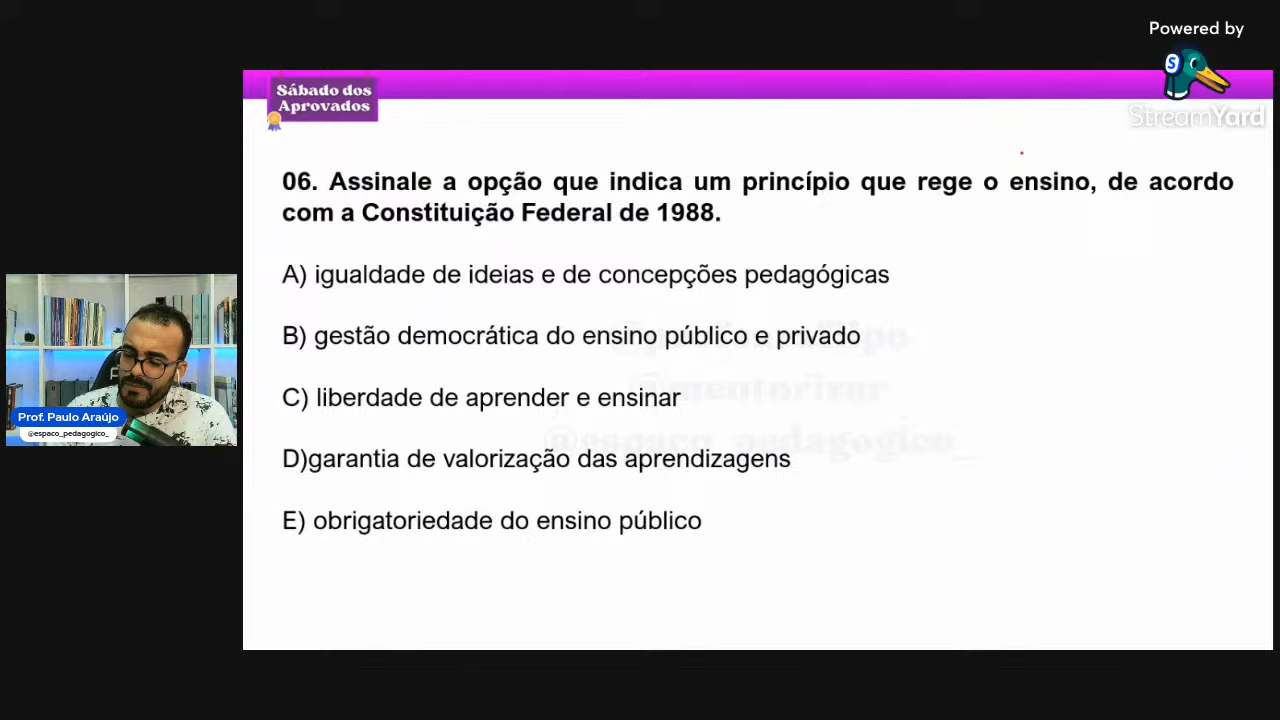 Powered by
S
StreamYard
Sábado dos
Aprovados
06. Assinale a opção que indica um princípio que rege o ensino, de acordo
com a Constituição Federal de 1988.
A) igualdade de ideias e de concepções pedagógicas
B) gestão democrática do ensino público e privado
C) liberdade de aprender e ensinar
@mentorizar
D)garantia de valorização das aprendizagens
@espaco_pedagogico_
E) obrigatoriedade do ensino público
Prof. Paulo Araújo
@espaco_pedagogico_